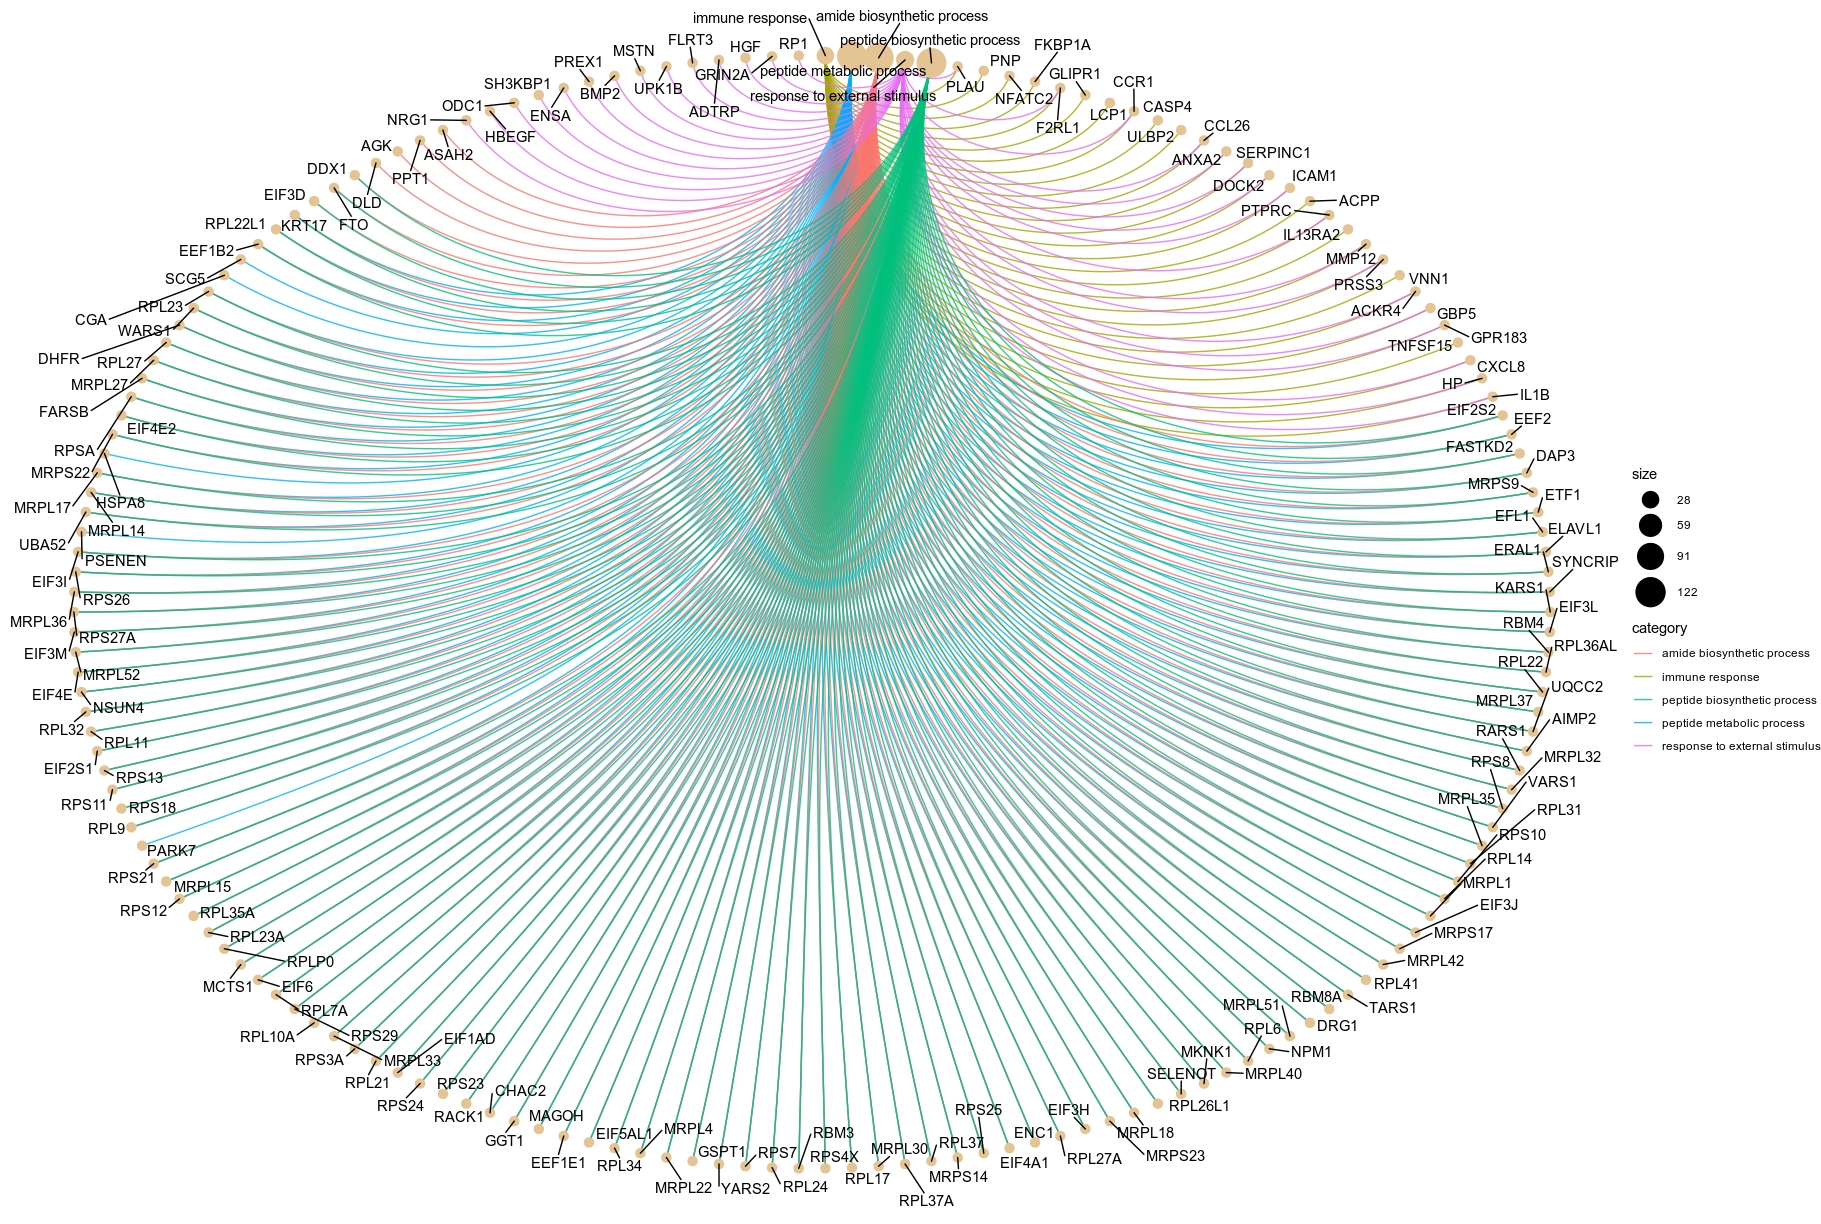 immune response
amide biosynthetic process
peptide biosynthetic process
peptide metabolic process
response to external stimulus
FLRT3
HGF
RP1
MSTN
GRIN2A
PREX1
UPK1B
ADTRP
BMP2
SH3KBP1
ENSA
ODC1
HBEGF
NRG1
ASAH2
AGK
PPT1
DDX1
DLD
EIF3D
FTO
RPL22L1
KRT17
EEF1B2
SCG5
CGA
RPL23
WARS1
DHFR
RPL27
MRPL27
FARSB
EIF4E2
RPSA
MRPS22
HSPA8
MRPL17
MRPL14
UBA52
PSENEN
EIF3I
RPS26
MRPL36
RPS27A
EIF3M
MRPL52
EIF4E
NSUN4
RPL32
RPL11
EIF2S1
RPS13
RPS11
RPS18
RPL9
PARK7
RPS21
MRPL15
RPS12
RPL35A
RPL23A
RPLP0
MCTS1
EIF6
RPL7A
RPL10A
RPS29
RPS3A
MRPL33
EIF1AD
RPL21
RPS24
RPS23
RACK1
CHAC2
GGT1
MAGOH
EEF1E1
EIF5AL1
RPL34
MRPL4
MRPL22
GSPT1
YARS2
RPS7
RPL24
RBM3
RPS4X
RPL17
MRPL30
RPL37A
RPL37
MRPS14
RPS25
EIF4A1
ENC1
RPL27A
EIF3H
MRPL18
MRPS23
RPL26L1
SELENOT
MKNK1
MRPL40
RPL6
MRPL51
NPM1
DRG1
RBM8A
TARS1
RPL41
MRPL42
MRPS17
EIF3J
MRPL1
RPL14
RPS10
RPL31
MRPL35
VARS1
RPS8
MRPL32
RARS1
AIMP2
MRPL37
UQCC2
RPL22
RPL36AL
RBM4
EIF3L
KARS1
SYNCRIP
ERAL1
ELAVL1
EFL1
ETF1
MRPS9
DAP3
FASTKD2
EEF2
EIF2S2
IL1B
HP
CXCL8
TNFSF15
GPR183
GBP5
ACKR4
VNN1
PRSS3
MMP12
IL13RA2
PTPRC
ACPP
ICAM1
DOCK2
SERPINC1
ANXA2
CCL26
ULBP2
CASP4
LCP1
CCR1
F2RL1
GLIPR1
FKBP1A
NFATC2
PNP
PLAU
size
28
59
91
122
category
amide biosynthetic process
immune response
peptide biosynthetic process
peptide metabolic process
response to external stimulus